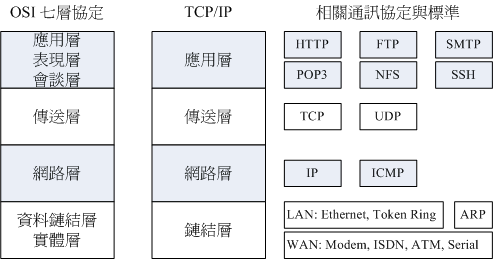 OSI 七層協定 TCP/IP 相關通訊協定與標準
應用層
表現層
會談層
應用層
HTTP FTP SMTP
POP3 NFS SSH
傳送層 傳送層 TCP UDP
網路層 網路層 IP ICMP
資料鏈結層
實體層
鏈結層
LAN: Ethernet, Token Ring ARP
WAN: Modem, ISDN, ATM, Serial